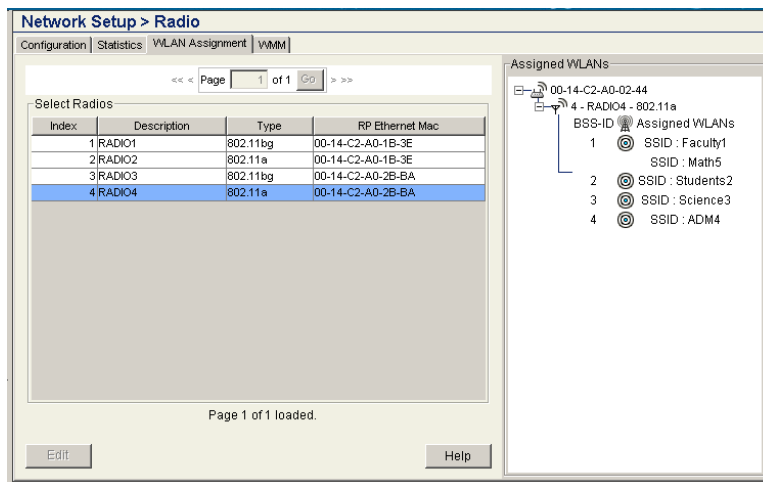 Network Setup > Radio
Configuration Statistics WLAN Assignment WMM
<< < Page 1 of 1 Go > >>
Select Radios
Index Description Type RP Ethernet Mac
1 RADIO1 802.11bg 00-14-C2-A0-1B-3E
2 RADIO2 802.11a 00-14-C2-A0-1B-3E
3 RADIO3 802.11bg 00-14-C2-A0-2B-BA
4 RADIO4 802.11a 00-14-C2-A0-2B-BA
Page 1 of 1 loaded.
Edit Help
Assigned WLANs
00-14-C2-A0-02-44
4 - RADIO4 - 802.11a
BSS-ID Assigned WLANs
1 SSID : Faculty1
SSID : Math5
2 SSID : Students2
3 SSID : Science3
4 SSID : ADM4